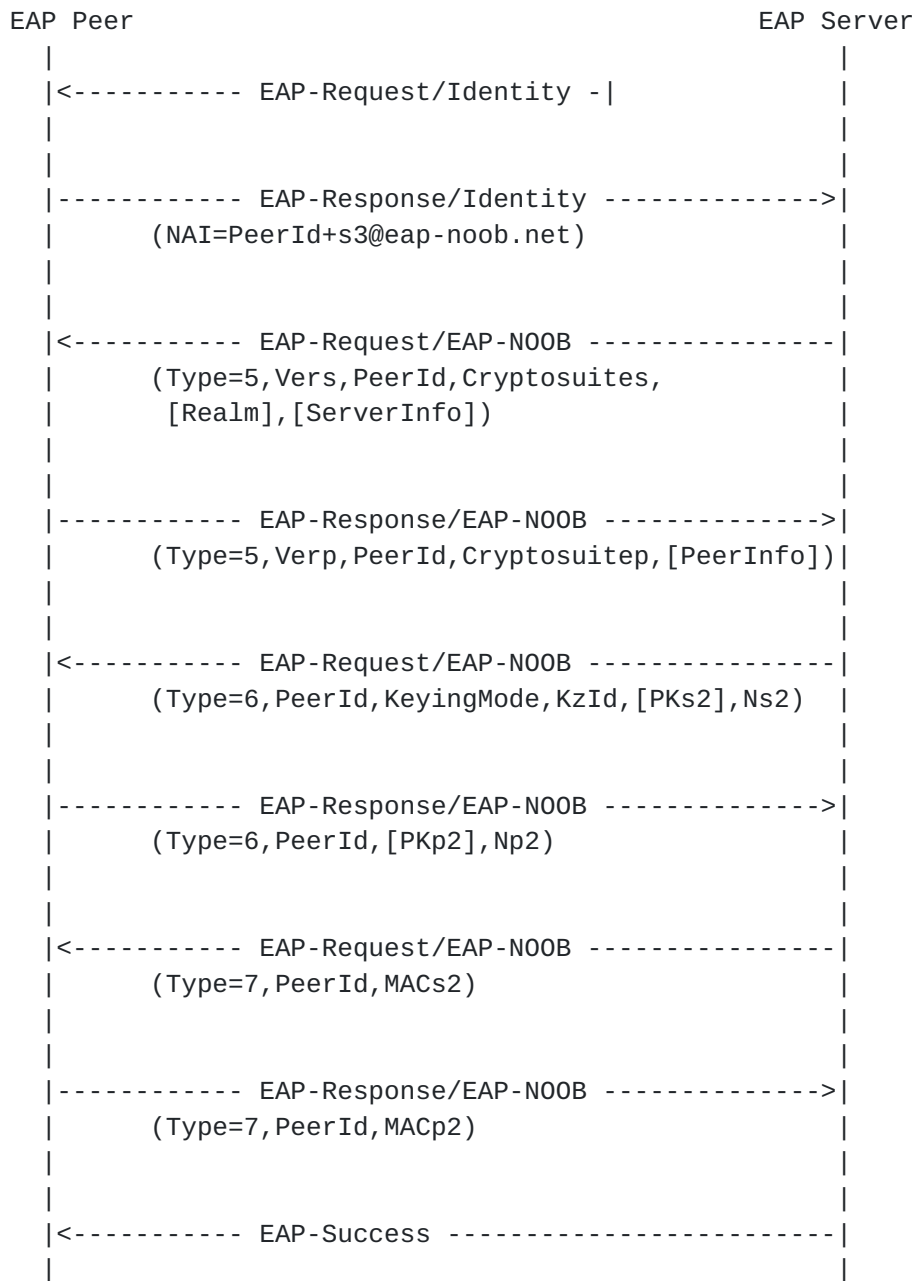 EAP Peer                                        EAP Server
  |                                                   |
  |<----------- EAP-Request/Identity -|               |
  |                                                   |
  |                                                   |
  |------------ EAP-Response/Identity -------------->|
  |      (NAI=PeerId+s3@eap-noob.net)                 |
  |                                                   |
  |                                                   |
  |<----------- EAP-Request/EAP-NOOB ----------------|
  |      (Type=5,Vers,PeerId,Cryptosuites,            |
  |       [Realm],[ServerInfo])                       |
  |                                                   |
  |                                                   |
  |------------ EAP-Response/EAP-NOOB -------------->|
  |      (Type=5,Verp,PeerId,Cryptosuitep,[PeerInfo])|
  |                                                   |
  |                                                   |
  |<----------- EAP-Request/EAP-NOOB ----------------|
  |      (Type=6,PeerId,KeyingMode,KzId,[PKs2],Ns2)  |
  |                                                   |
  |                                                   |
  |------------ EAP-Response/EAP-NOOB -------------->|
  |      (Type=6,PeerId,[PKp2],Np2)                   |
  |                                                   |
  |                                                   |
  |<----------- EAP-Request/EAP-NOOB ----------------|
  |      (Type=7,PeerId,MACs2)                        |
  |                                                   |
  |                                                   |
  |------------ EAP-Response/EAP-NOOB -------------->|
  |      (Type=7,PeerId,MACp2)                        |
  |                                                   |
  |                                                   |
  |<----------- EAP-Success -------------------------|
  |                                                   |